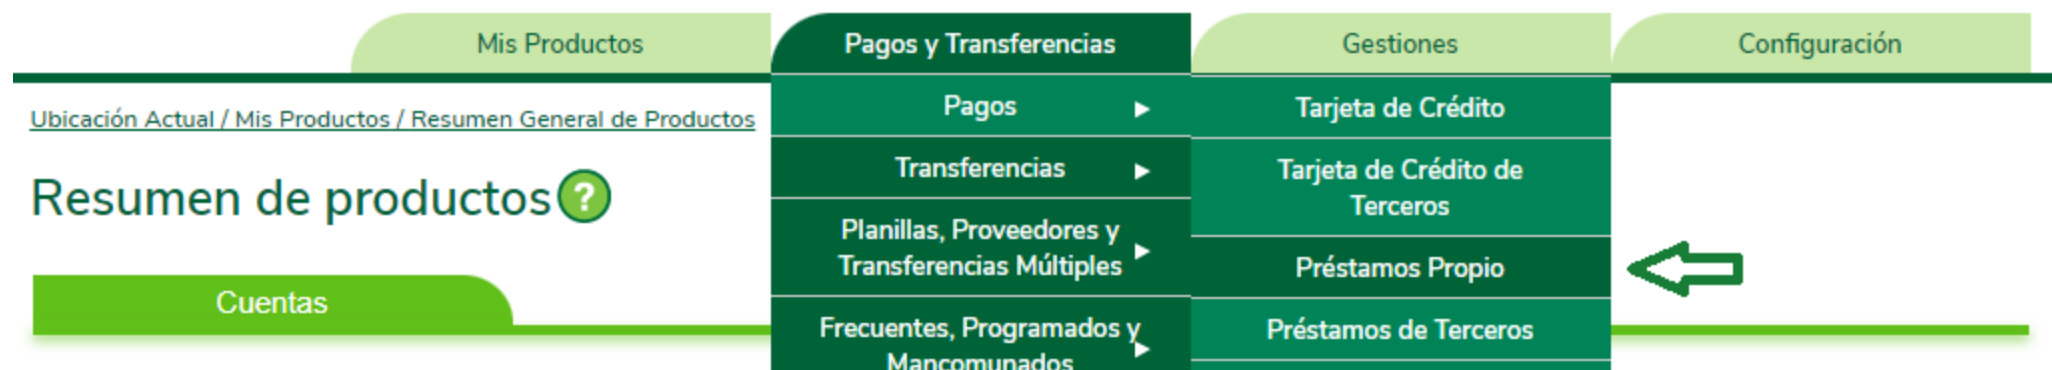 Mis Productos
Pagos y Transferencias
Gestiones
Configuración
Ubicación Actual / Mis Productos / Resumen General de Productos
Resumen de productos ?
Cuentas
Pagos
Transferencias
Planillas, Proveedores y
Transferencias Múltiples
Frecuentes, Programados y
Mancomunados
Tarjeta de Crédito
Tarjeta de Crédito de
Terceros
Préstamos Propio
Préstamos de Terceros